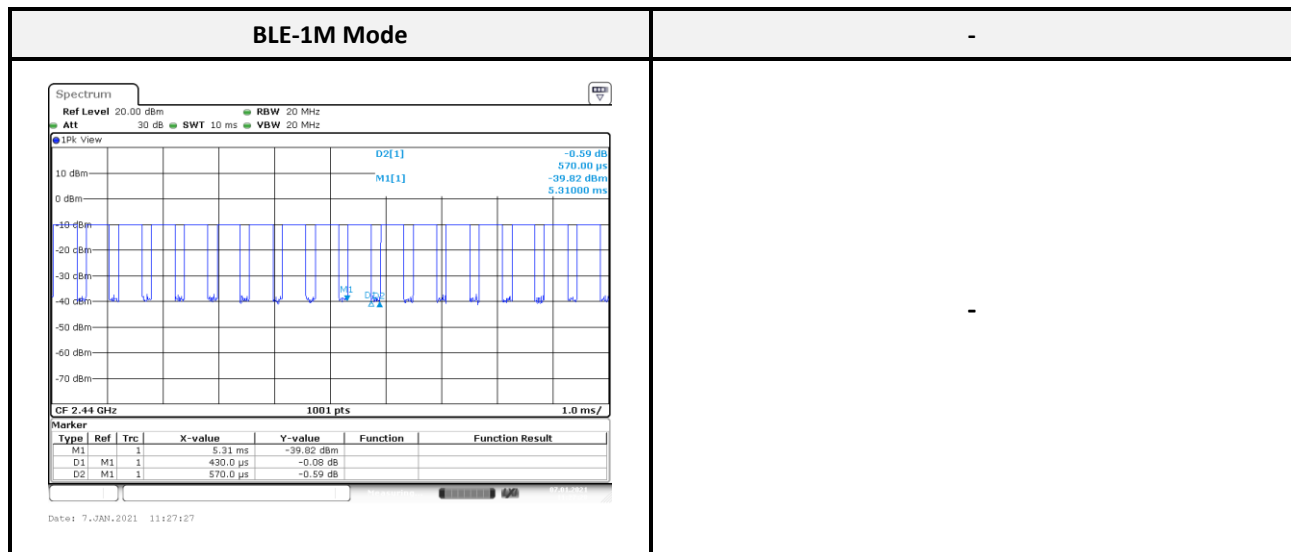 BLE-1M Mode -
Spectrum
Ref Level 20.00 dBm RBW 20 MHz
Att 30 dB SWT 10 ms VBW 20 MHz
1Pk View
D2[1] -0.59 dB
570.00 µs
10 dBm M1[1] -39.82 dBm
5.31000 ms
0 dBm
-10 dBm
-20 dBm
-30 dBm
M1 D2
-40 dBm
-50 dBm
-60 dBm
-70 dBm
CF 2.44 GHz 1001 pts 1.0 ms/
Marker
Type Ref Trc X-value Y-value Function Function Result
M1 1 5.31 ms -39.82 dBm
D1 M1 1 430.0 µs -0.08 dB
D2 M1 1 570.0 µs -0.59 dB
Date: 7.JAN.2021 11:27:27
-